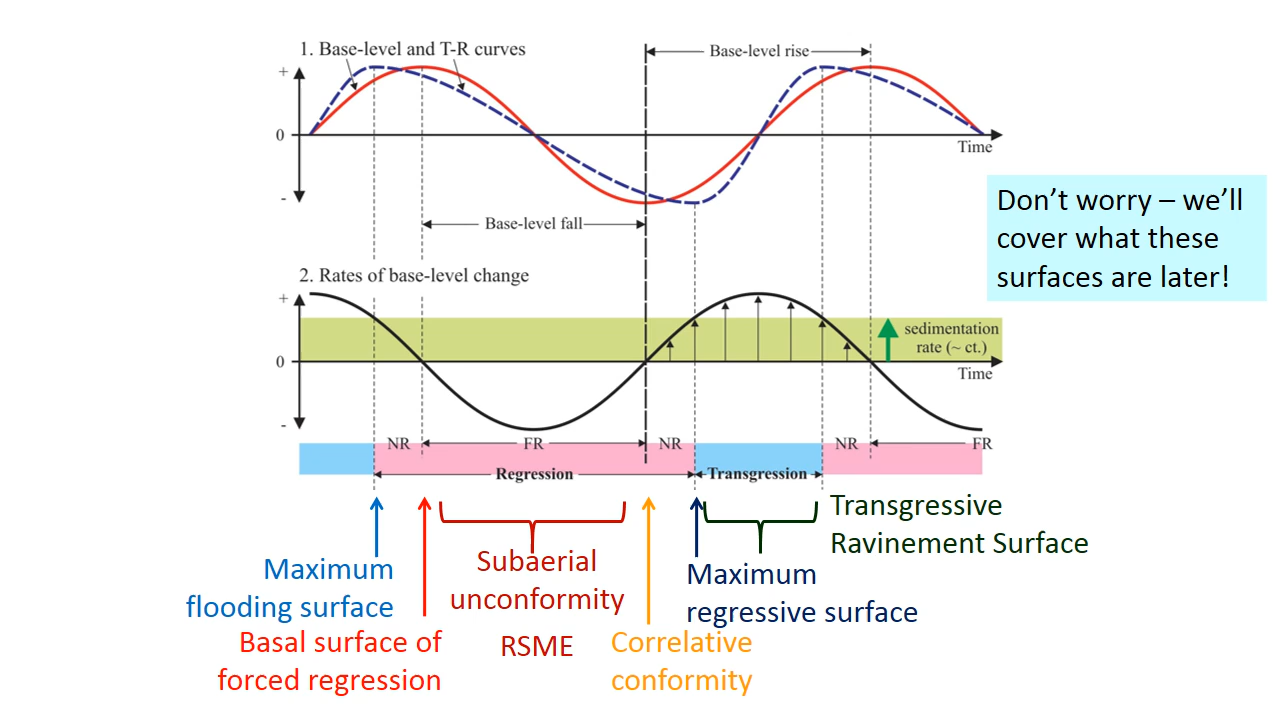 1. Base-level and T-R curves
Base-level rise
+
0
-
Time
Base-level fall
Don't worry – we'll
cover what these
surfaces are later!
2. Rates of base-level change
+
0
-
sedimentation
rate (~ ct.)
Time
NR
FR
NR
NR
FR
Regression
Transgression
Transgressive
Ravinement Surface
Maximum
flooding surface
Subaerial
unconformity
Maximum
regressive surface
Basal surface of
forced regression
RSME
Correlative
conformity